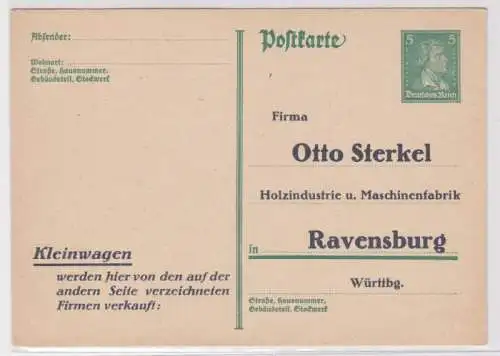 Absender:
Wohnort:
Straße, Hausnummer,
Gebäudeteil, Stockwerk
Kleinwagen
werden hier von den auf der
andern Seite verzeichneten
Firmen verkauft:
Postkarte
5 5
Deutsches Reich
Firma
Otto Sterkel
Holzindustrie u. Maschinenfabrik
in Ravensburg
Württbg.
Straße, Hausnummer,
Gebäudeteil, Stockwerk